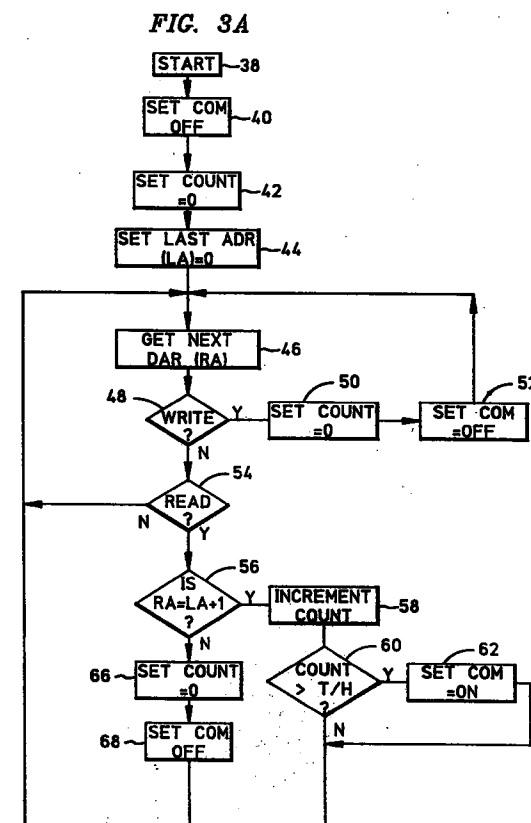 FIG. 3A
START
38
SET COM
OFF
40
SET COUNT
=0
42
SET LAST ADR
(LA)=0
44
GET NEXT
DAR (RA)
46
48
WRITE
?
Y
N
50
SET COUNT
=0
52
SET COM
=OFF
54
READ
?
N
Y
56
IS
RA=LA+1
?
Y
N
INCREMENT
COUNT
58
60
COUNT
> T/H
?
Y
N
62
SET COM
=ON
66
SET COUNT
=0
68
SET COM
OFF